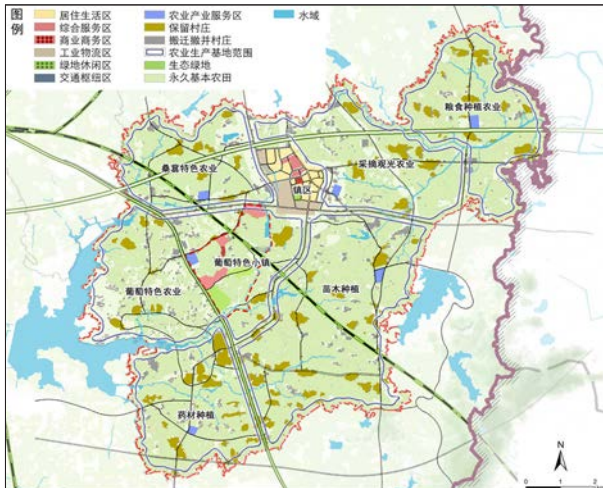 图例
居住生活区
综合服务区
商业商务区
工业物流区
绿地休闲区
交通枢纽区
农业产业服务区
保留村庄
搬迁撤并村庄
农业生产基地范围
生态绿地
永久基本农田
水域
粮食种植农业
桑蚕特色农业
采摘观光农业
镇区
葡萄特色小镇
葡萄特色农业
苗木种植
药材种植
N
0 1 2